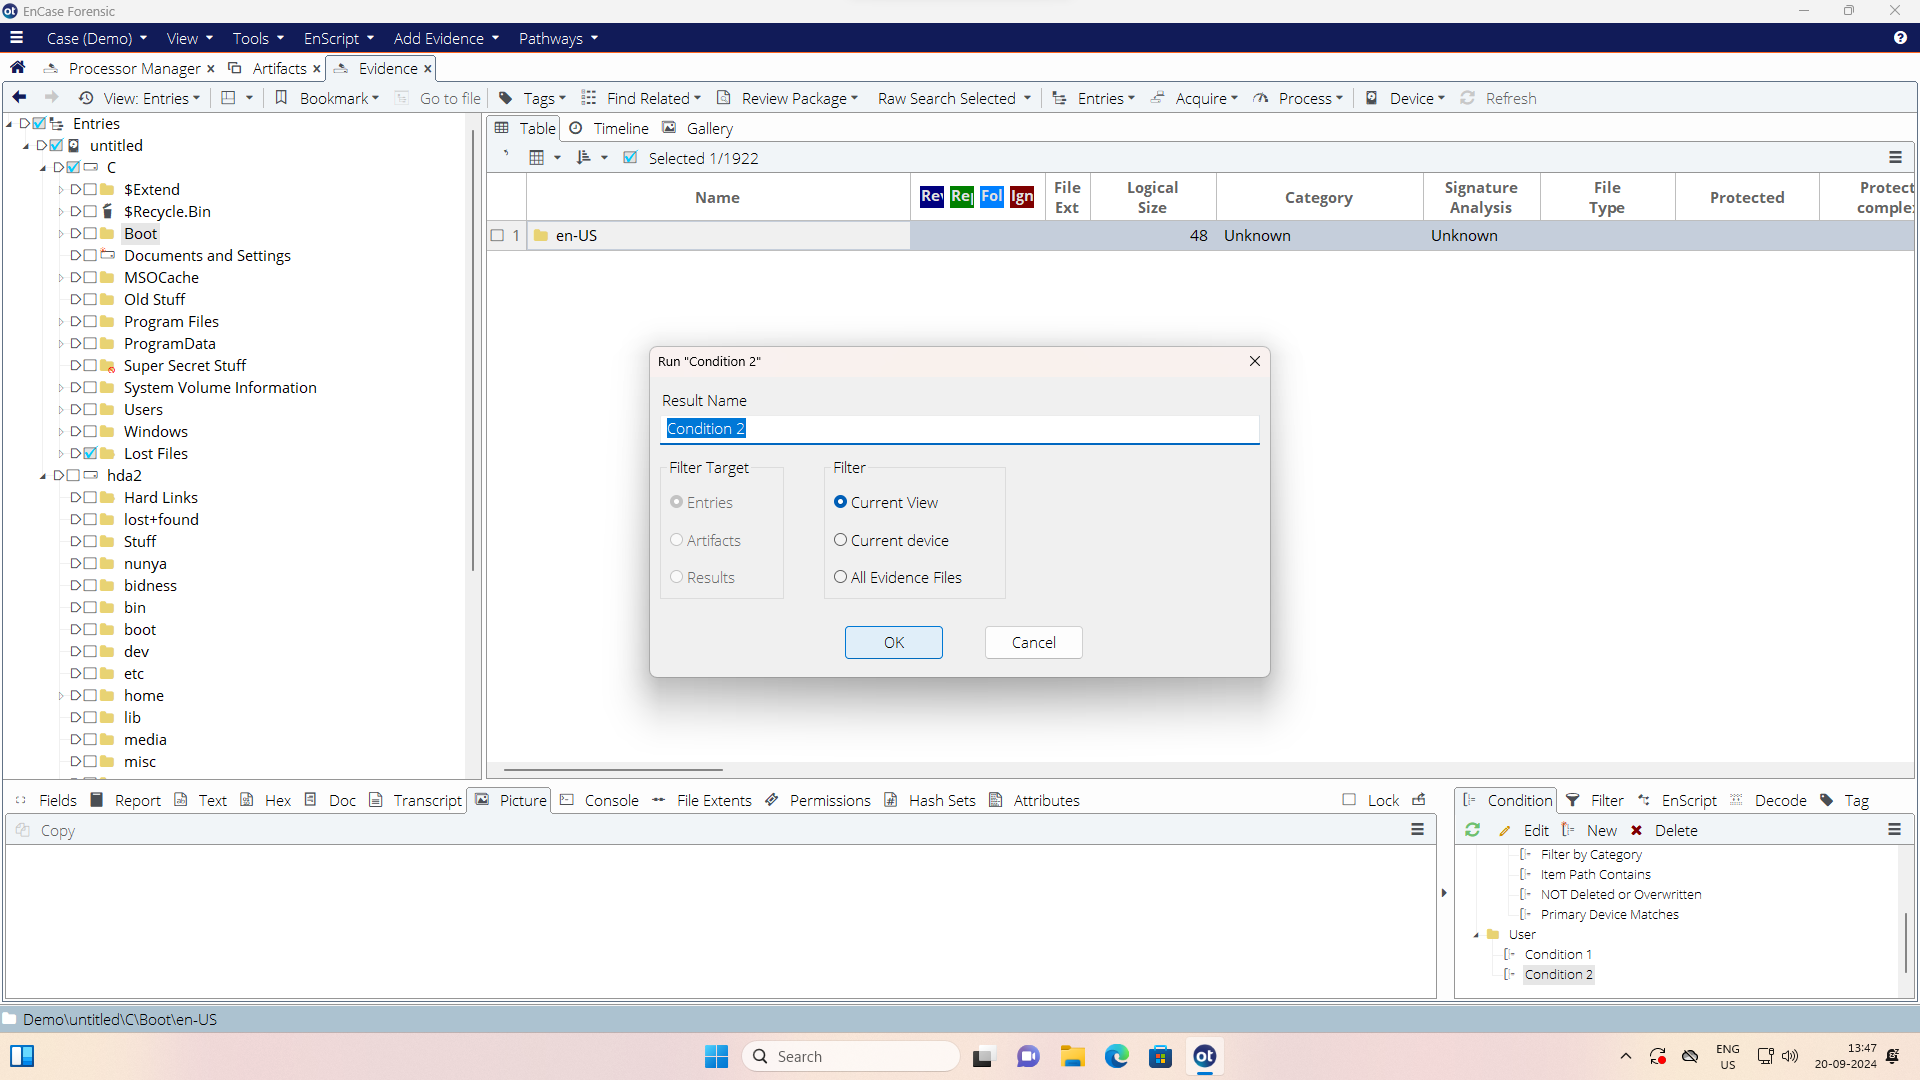 EnCase Forensic
Case (Demo) View Tools EnScript Add Evidence Pathways
Processor Manager Artifacts Evidence
View: Entries Bookmark Go to file Tags Find Related Review Package Raw Search Selected Entries Acquire Process Device Refresh
Entries
untitled
C
$Extend
$Recycle.Bin
Boot
Documents and Settings
MSOCache
Old Stuff
Program Files
ProgramData
Super Secret Stuff
System Volume Information
Users
Windows
Lost Files
hda2
Hard Links
lost+found
Stuff
nunya
bidness
bin
boot
dev
etc
home
lib
media
misc
Table Timeline Gallery
Selected 1/1922
Name Rev Rep Fol Ign File Ext Logical Size Category Signature Analysis File Type Protected Protect comple
1 en-US 48 Unknown Unknown
Run "Condition 2"
Result Name
Condition 2
Filter Target Filter
Entries Current View
Artifacts Current device
Results All Evidence Files
OK Cancel
Fields Report Text Hex Doc Transcript Picture Console File Extents Permissions Hash Sets Attributes Lock
Copy
Condition Filter EnScript Decode Tag
Edit New Delete
Filter by Category
Item Path Contains
NOT Deleted or Overwritten
Primary Device Matches
User
Condition 1
Condition 2
Demo\untitled\C\Boot\en-US
Search
ot
ENG
US
13:47
20-09-2024